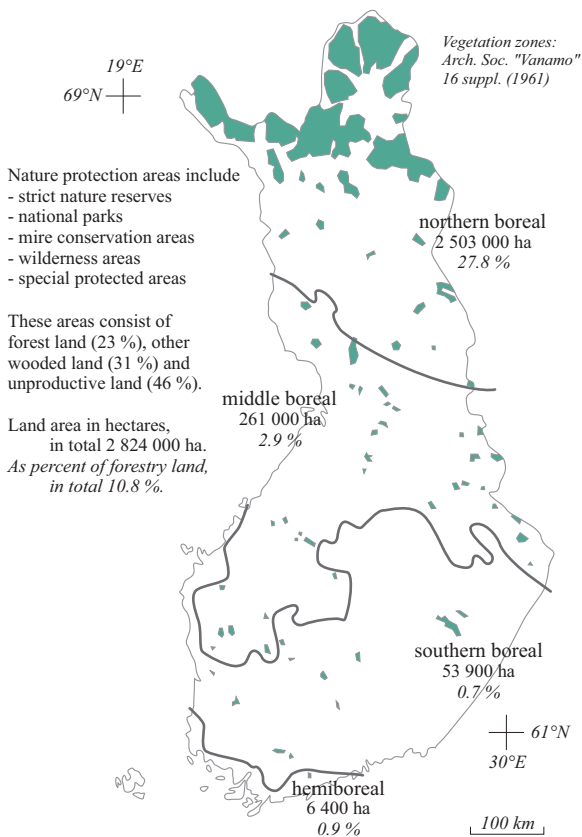 Vegetation zones:
Arch. Soc. "Vanamo"
16 suppl. (1961)
19°E
69°N
Nature protection areas include
- strict nature reserves
- national parks
- mire conservation areas
- wilderness areas
- special protected areas
These areas consist of
forest land (23 %), other
wooded land (31 %) and
unproductive land (46 %).
Land area in hectares,
in total 2 824 000 ha.
As percent of forestry land,
in total 10.8 %.
northern boreal
2 503 000 ha
27.8 %
middle boreal
261 000 ha
2.9 %
southern boreal
53 900 ha
0.7 %
61°N
30°E
hemiboreal
6 400 ha
0.9 %
100 km